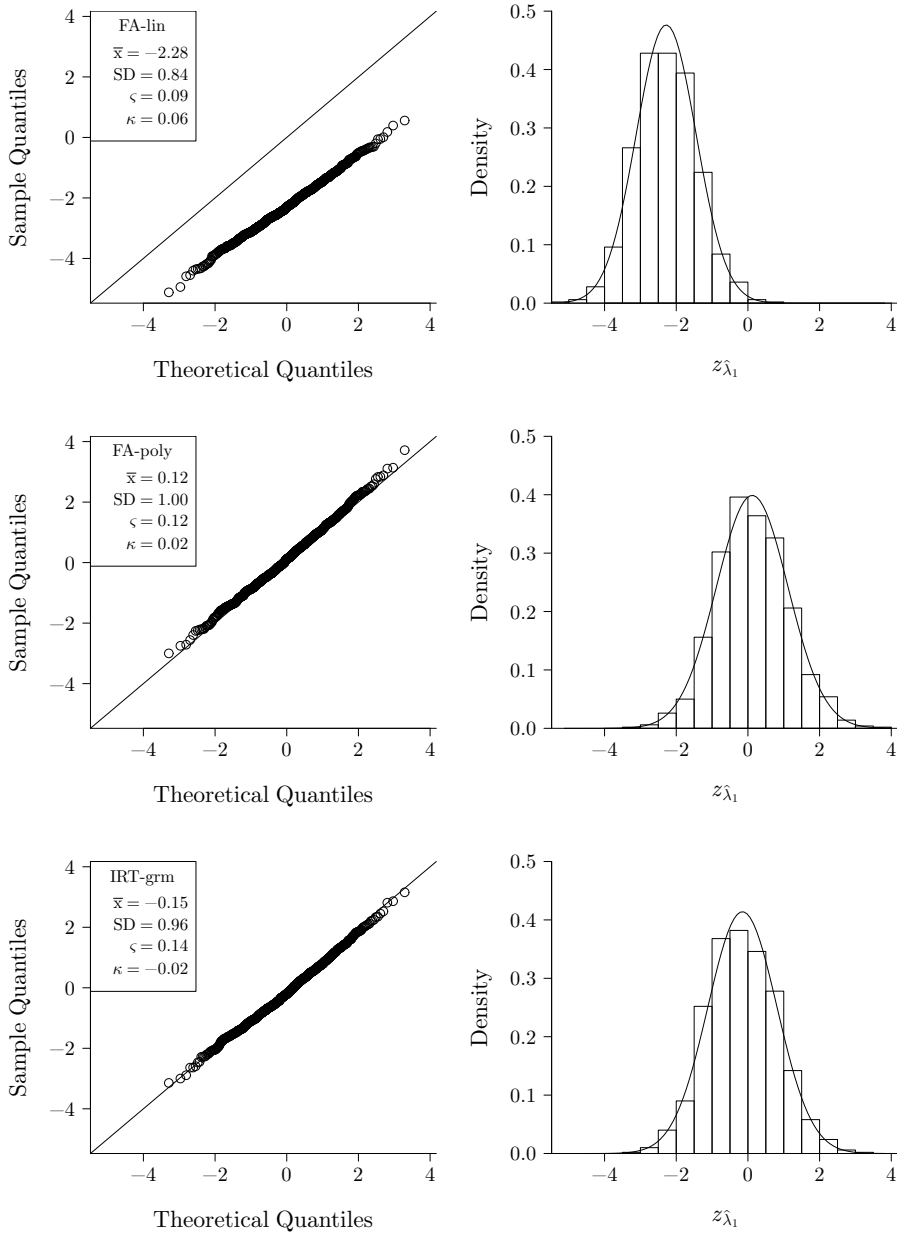 FA-lin
x̅ = −2.28
SD = 0.84
ς = 0.09
κ = 0.06
Sample Quantiles
4
2
0
−2
−4
−4 −2 0 2 4
Theoretical Quantiles
Density
0.5
0.4
0.3
0.2
0.1
0.0
−4 −2 0 2 4
z_λ̂₁
FA-poly
x̅ = 0.12
SD = 1.00
ς = 0.12
κ = 0.02
Sample Quantiles
4
2
0
−2
−4
−4 −2 0 2 4
Theoretical Quantiles
Density
0.5
0.4
0.3
0.2
0.1
0.0
−4 −2 0 2 4
z_λ̂₁
IRT-grm
x̅ = −0.15
SD = 0.96
ς = 0.14
κ = −0.02
Sample Quantiles
4
2
0
−2
−4
−4 −2 0 2 4
Theoretical Quantiles
Density
0.5
0.4
0.3
0.2
0.1
0.0
−4 −2 0 2 4
z_λ̂₁